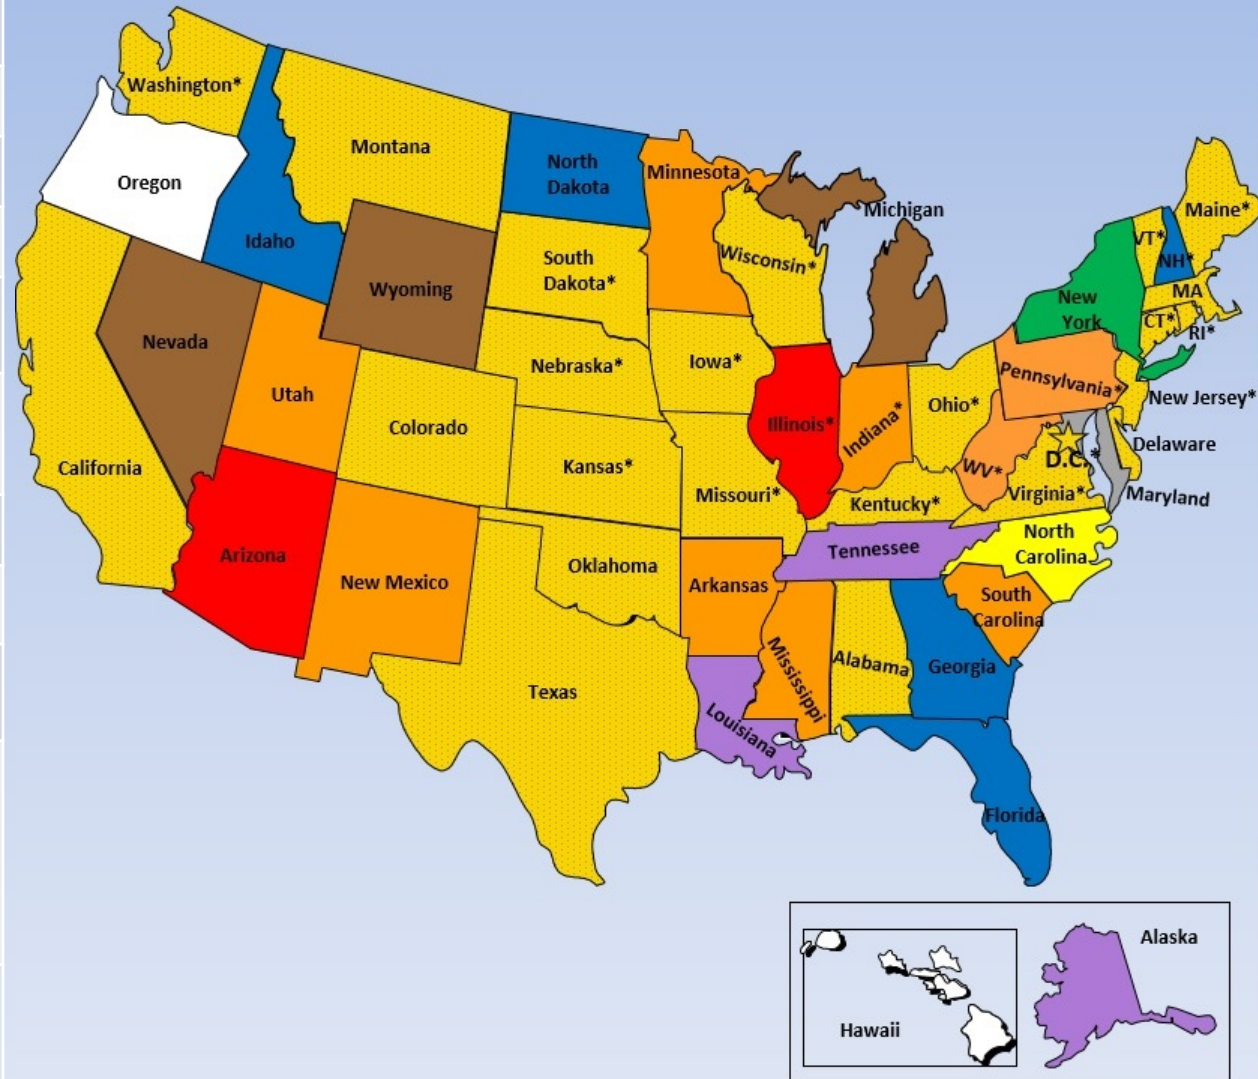 Washington*
Montana
North
Dakota
Minnesota
Oregon
Idaho
Michigan
Maine*
VT*
NH*
Wisconsin*
South
Dakota*
Wyoming
MA
New
York
CT*
RI*
Nevada
Nebraska*
Iowa*
Pennsylvania*
New Jersey*
Utah
Colorado
Illinois*
Indiana*
Ohio*
Delaware
D.C.*
WV*
California
Kansas*
Missouri*
Kentucky*
Virginia*
Maryland
Arizona
New Mexico
Oklahoma
Arkansas
Tennessee
North
Carolina
South
Carolina
Texas
Louisiana
Mississippi
Alabama
Georgia
Florida
Hawaii
Alaska